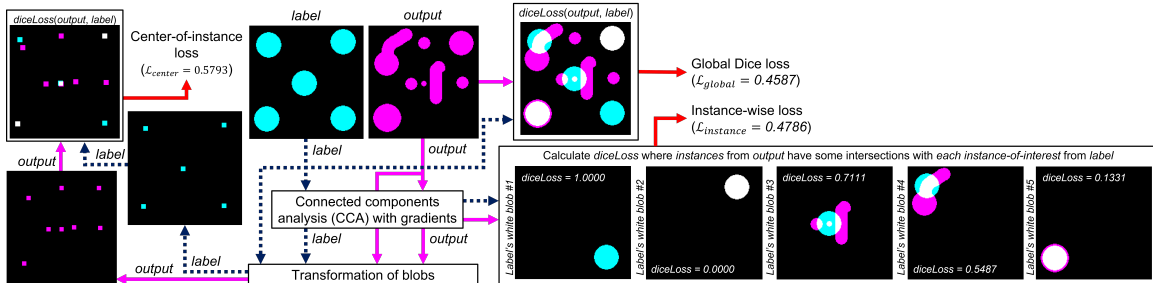 diceLoss(output, label)
Center-of-instance
loss
(ℒcenter = 0.5793)
label
output
diceLoss(output, label)
Global Dice loss
(ℒglobal = 0.4587)
Instance-wise loss
(ℒinstance = 0.4786)
output
label
label
output
Connected components
analysis (CCA) with gradients
label
output
label
output
Transformation of blobs
Calculate diceLoss where instances from output have some intersections with each instance-of-interest from label
Label's white blob #1
diceLoss = 1.0000
Label's white blob #2
diceLoss = 0.0000
Label's white blob #3
diceLoss = 0.7111
Label's white blob #4
diceLoss = 0.5487
Label's white blob #5
diceLoss = 0.1331